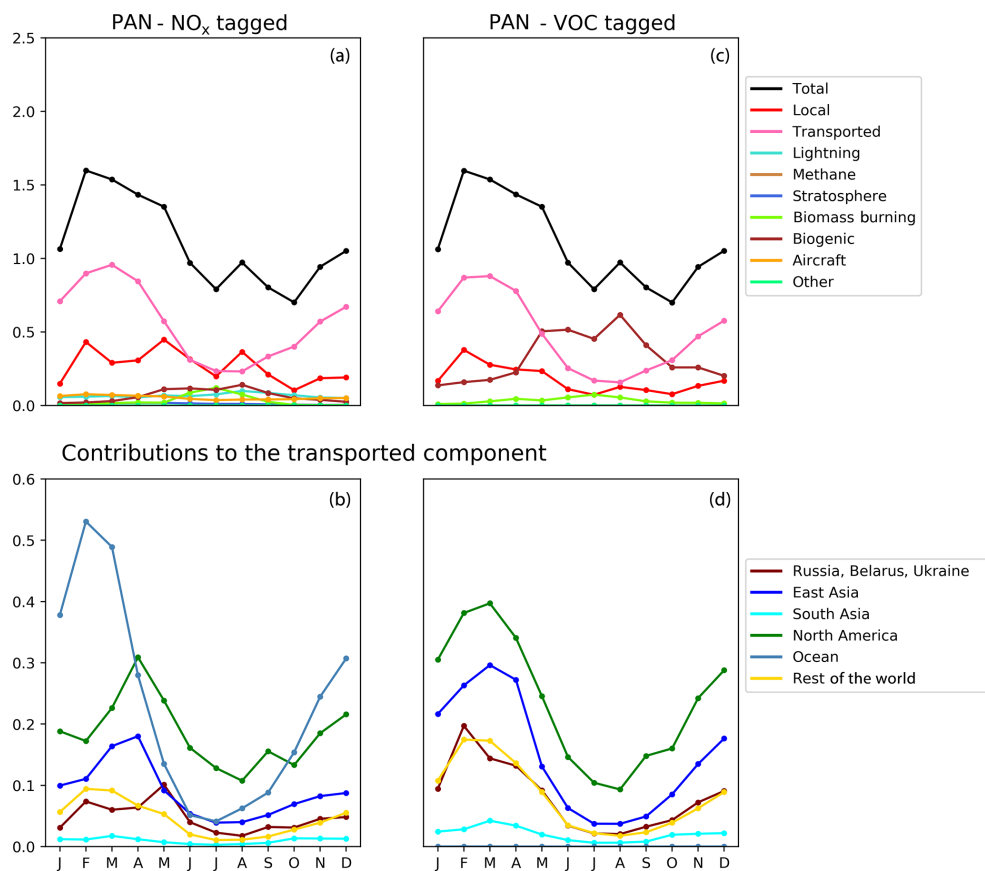 PAN - NOx tagged
PAN - VOC tagged
2.5
2.0
1.5
1.0
0.5
0.0
(a)
(c)
Total
Local
Transported
Lightning
Methane
Stratosphere
Biomass burning
Biogenic
Aircraft
Other
Contributions to the transported component
0.6
0.5
0.4
0.3
0.2
0.1
0.0
(b)
(d)
Russia, Belarus, Ukraine
East Asia
South Asia
North America
Ocean
Rest of the world
J F M A M J J A S O N D
J F M A M J J A S O N D